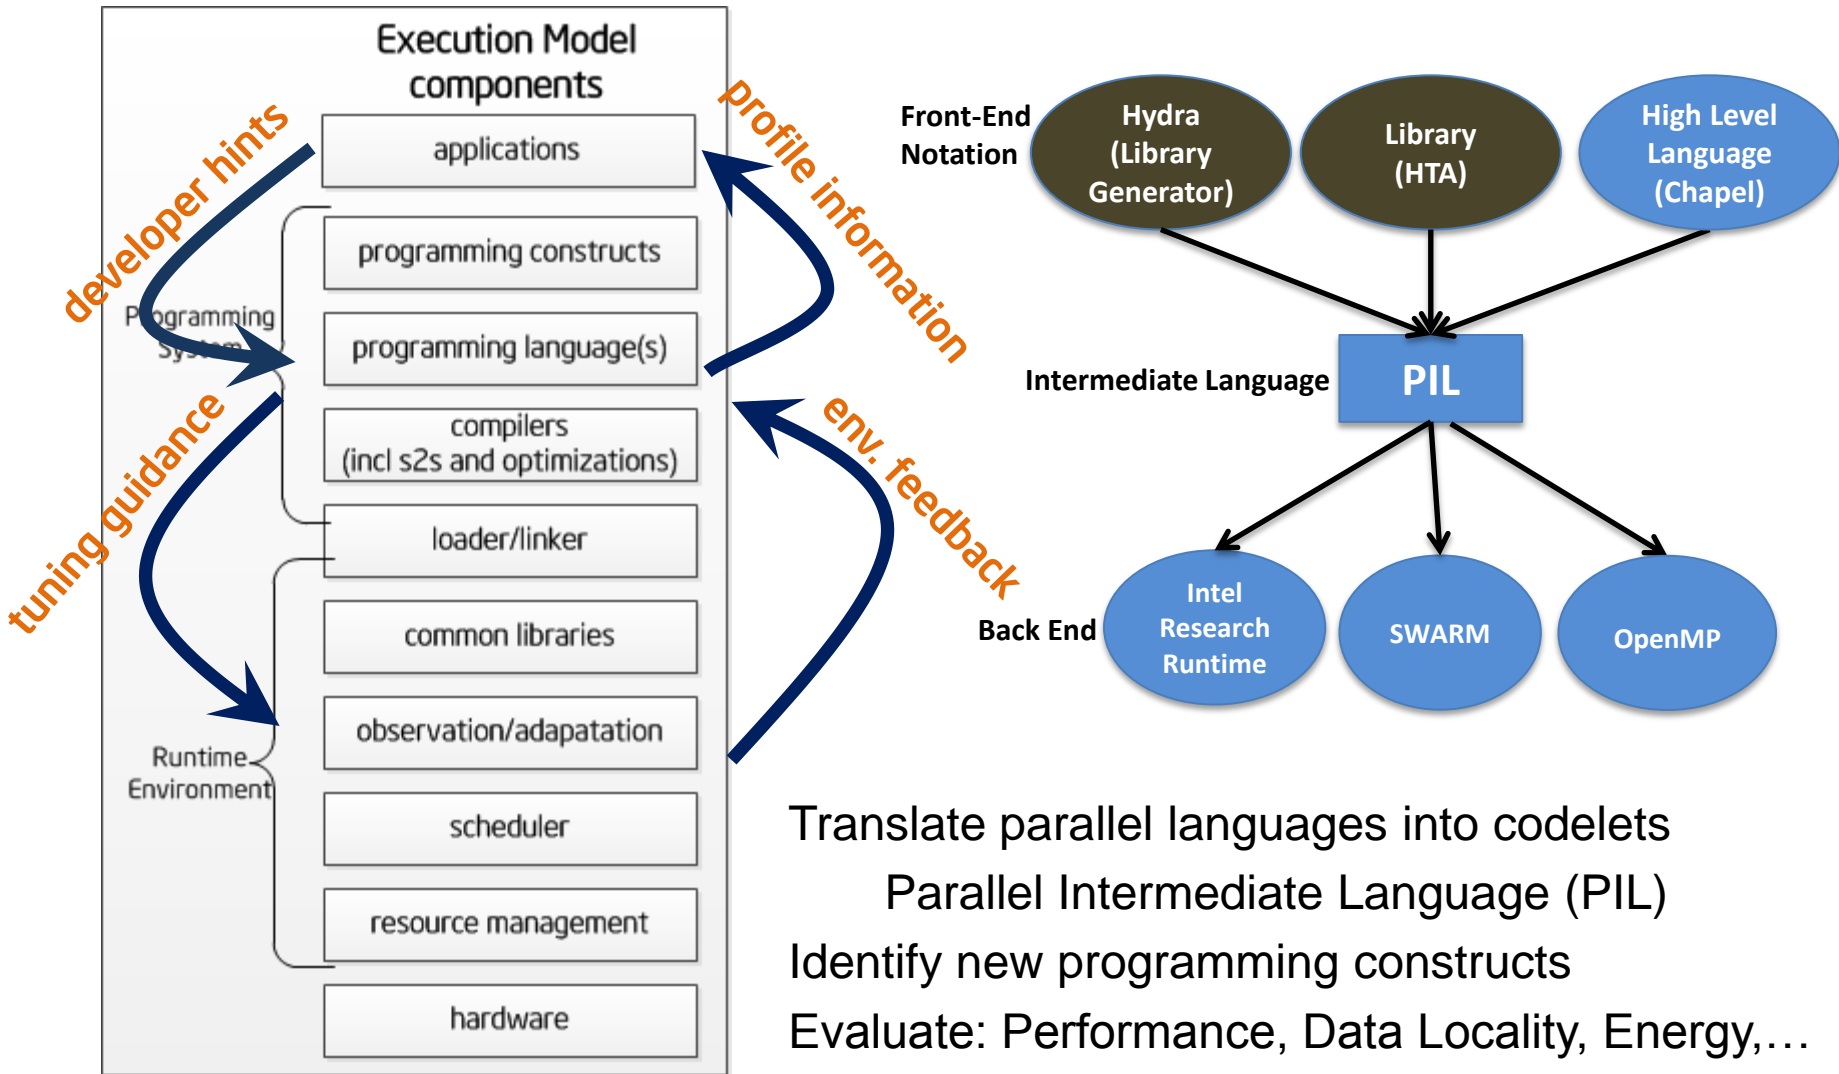 Execution Model
components
developer hints
applications
profile information
programming constructs
Programming
System
programming language(s)
tuning guidance
compilers
(incl s2s and optimizations)
env. feedback
loader/linker
common libraries
observation/adapatation
Runtime
Environment
scheduler
resource management
hardware
Front-End
Notation
Hydra
(Library
Generator)
Library
(HTA)
High Level
Language
(Chapel)
Intermediate Language
PIL
Back End
Intel
Research
Runtime
SWARM
OpenMP
Translate parallel languages into codelets
Parallel Intermediate Language (PIL)
Identify new programming constructs
Evaluate: Performance, Data Locality, Energy,…